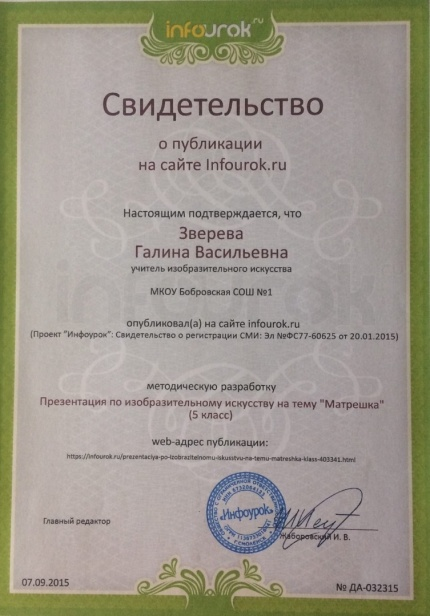 infourok ru
Свидетельство
о публикации
на сайте Infourok.ru
Настоящим подтверждается, что
Зверева
Галина Васильевна
учитель изобразительного искусства
МКОУ Бобровская СОШ №1
опубликовал(а) на сайте infourok.ru
(Проект "Инфоурок": Свидетельство о регистрации СМИ: Эл №ФС77-60625 от 20.01.2015)
методическую разработку
Презентация по изобразительному искусству на тему "Матрешка"
(5 класс)
web-адрес публикации:
https://infourok.ru/prezentaciya-po-izobrazitelnomu-iskusstvu-na-temu-matreshka-klass-403341.html
«Инфоурок»
Главный редактор
Жаборовский И. В.
07.09.2015
№ ДА-032315